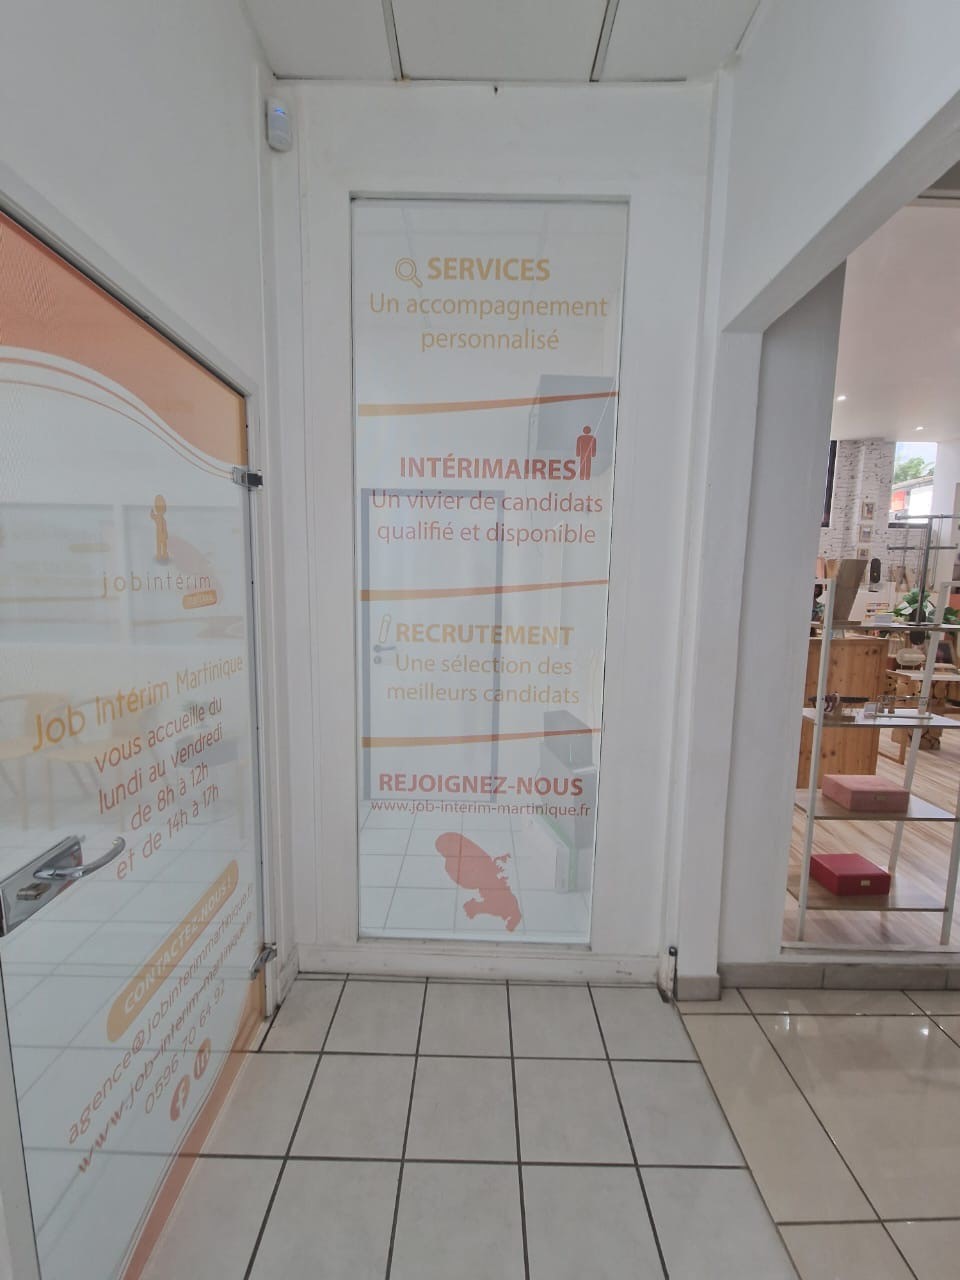 jobintérim
Job Intérim Martinique
vous accueille du
lundi au vendredi
de 8h à 12h
et de 14h à 17h
CONTACTEZ-NOUS !
agence@jobinterimmartinique.fr
www.job-interim-martinique.fr
0596 70 64 97
f in
SERVICES
Un accompagnement
personnalisé
INTÉRIMAIRES
Un vivier de candidats
qualifié et disponible
RECRUTEMENT
Une sélection des
meilleurs candidats
REJOIGNEZ-NOUS
www.job-interim-martinique.fr